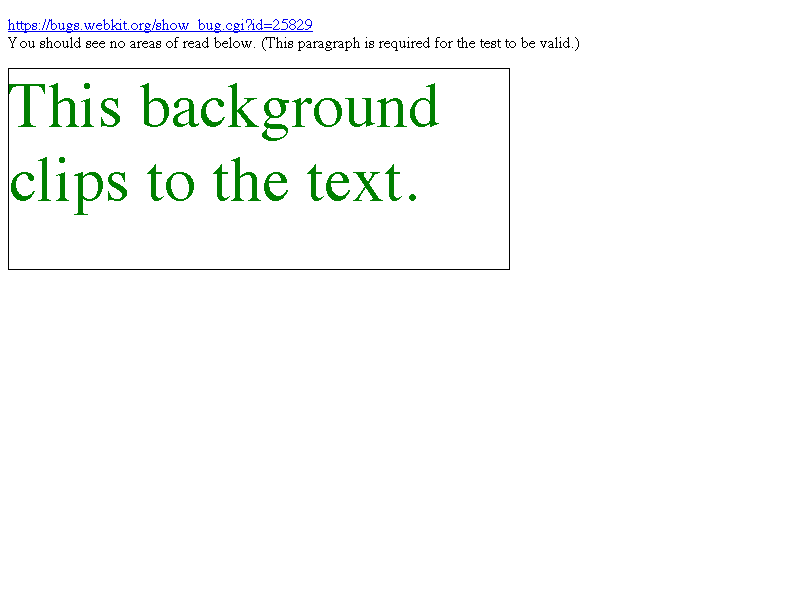 https://bugs.webkit.org/show_bug.cgi?id=25829
You should see no areas of read below. (This paragraph is required for the test to be valid.)
This background
clips to the text.